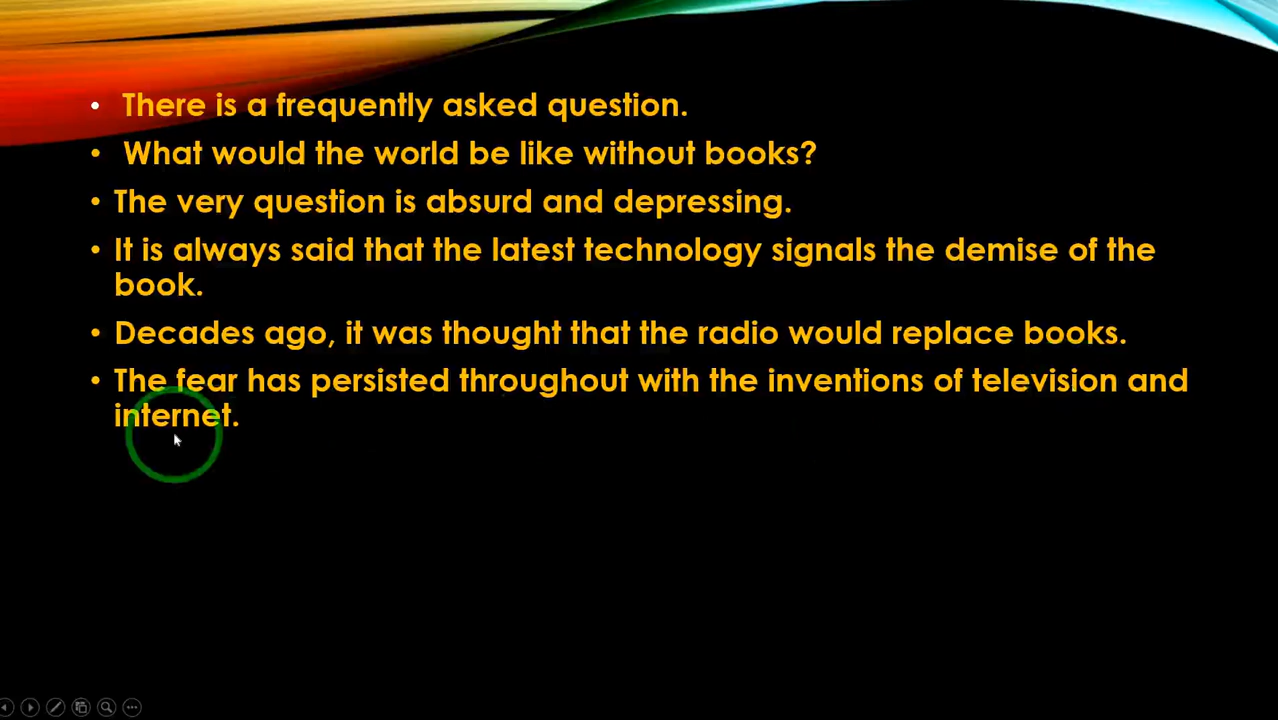 • There is a frequently asked question.
• What would the world be like without books?
• The very question is absurd and depressing.
• It is always said that the latest technology signals the demise of the
book.
• Decades ago, it was thought that the radio would replace books.
• The fear has persisted throughout with the inventions of television and
internet.